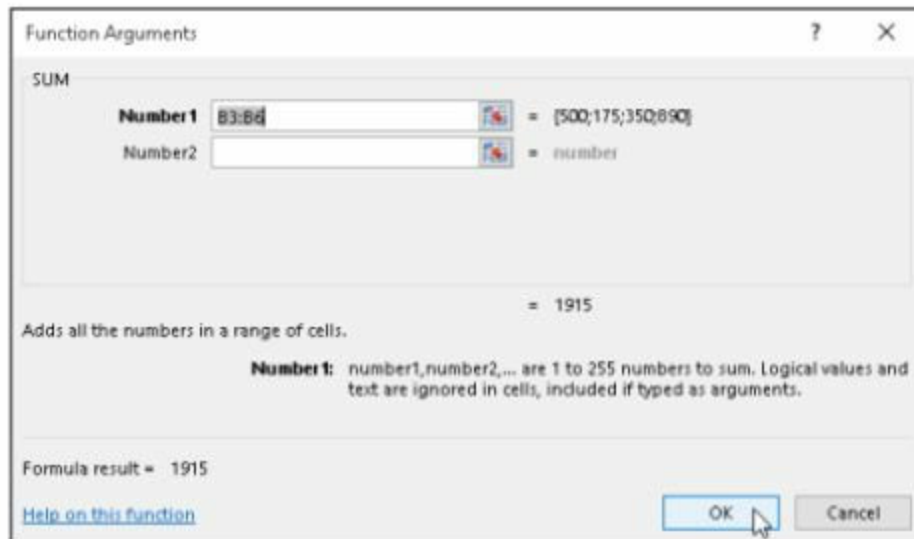 Function Arguments ? ×
SUM
Number1 B3:B6 = {500;175;350;890}
Number2 = number
= 1915
Adds all the numbers in a range of cells.
Number1: number1,number2,... are 1 to 255 numbers to sum. Logical values and
text are ignored in cells, included if typed as arguments.
Formula result = 1915
Help on this function OK Cancel